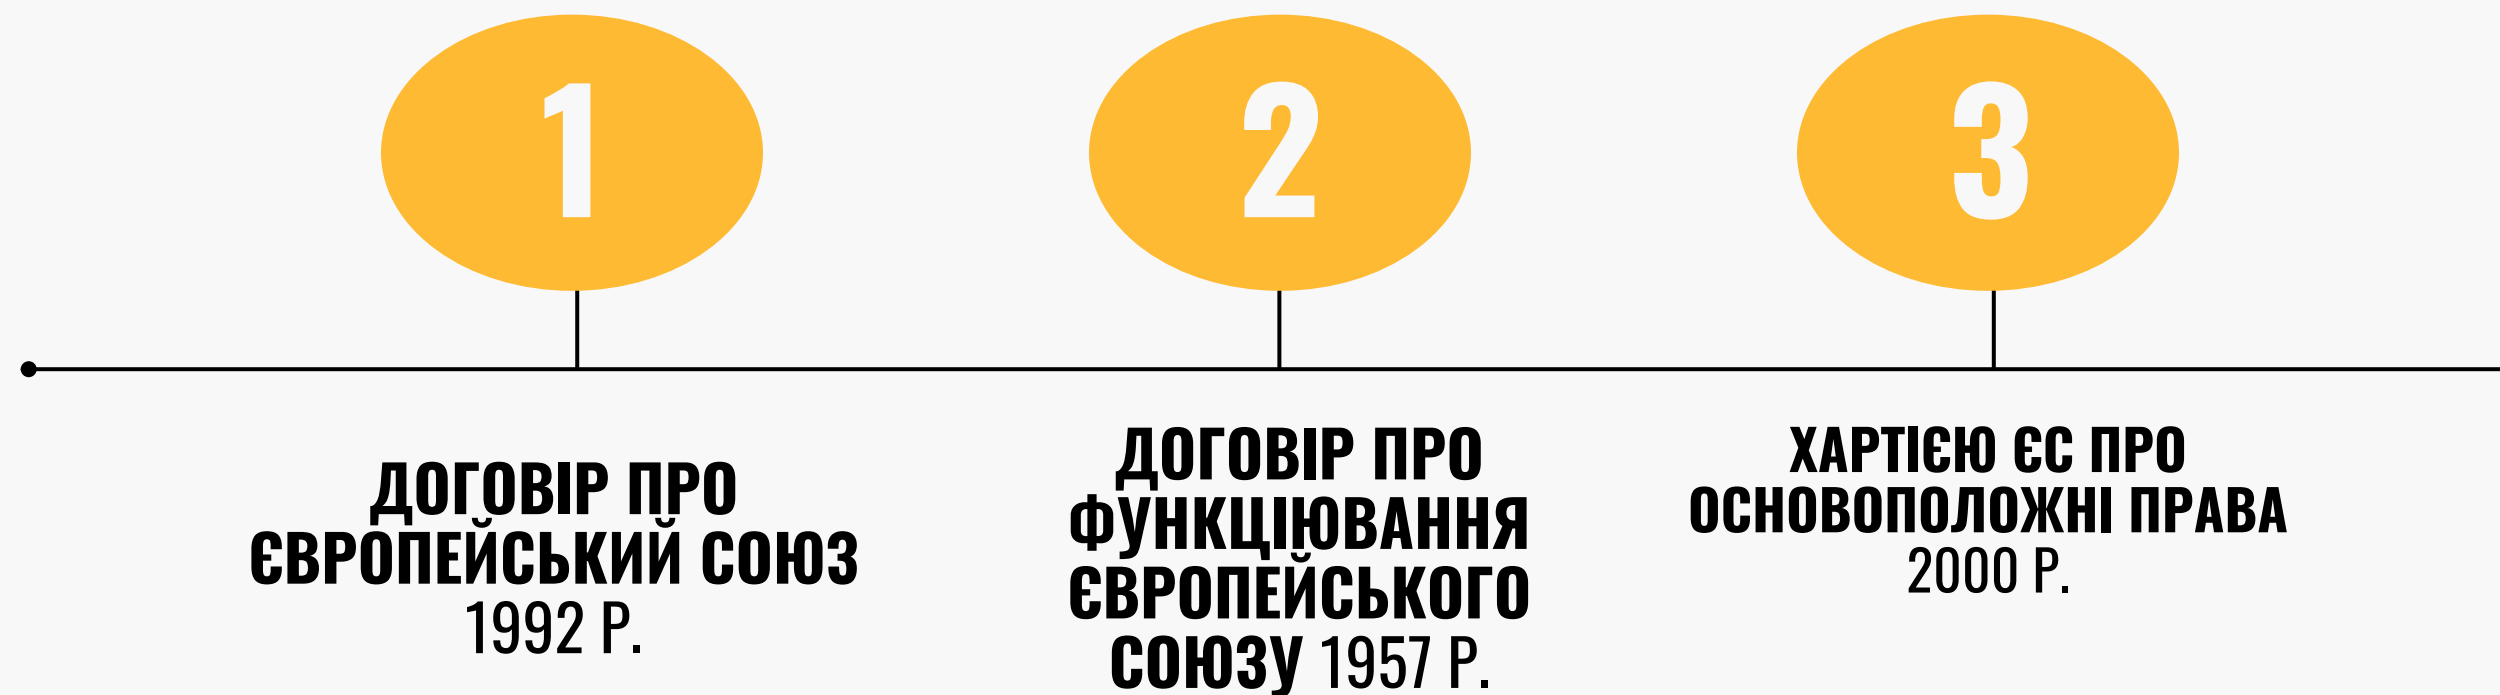 1
ДОГОВІР ПРО
ЄВРОПЕЙСЬКИЙ СОЮЗ
1992 Р.
2
ДОГОВІР ПРО
ФУНКЦІОНУВАННЯ
ЄВРОПЕЙСЬКОГО
СОЮЗУ 1957 Р.
3
ХАРТІЄЮ ЄС ПРО
ОСНОВОПОЛОЖНІ ПРАВА
2000 Р.